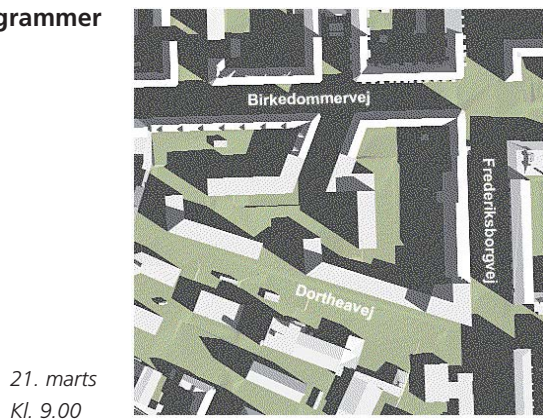 grammer
Birkedommervej
Frederiksborgvej
Dortheavej
21. marts
Kl. 9.00